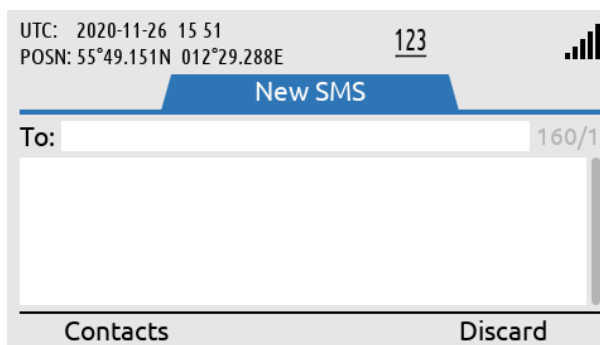 UTC: 2020-11-26 15 51
123
POSN: 55°49.151N 012°29.288E
New SMS
To:
160/1
Contacts Discard